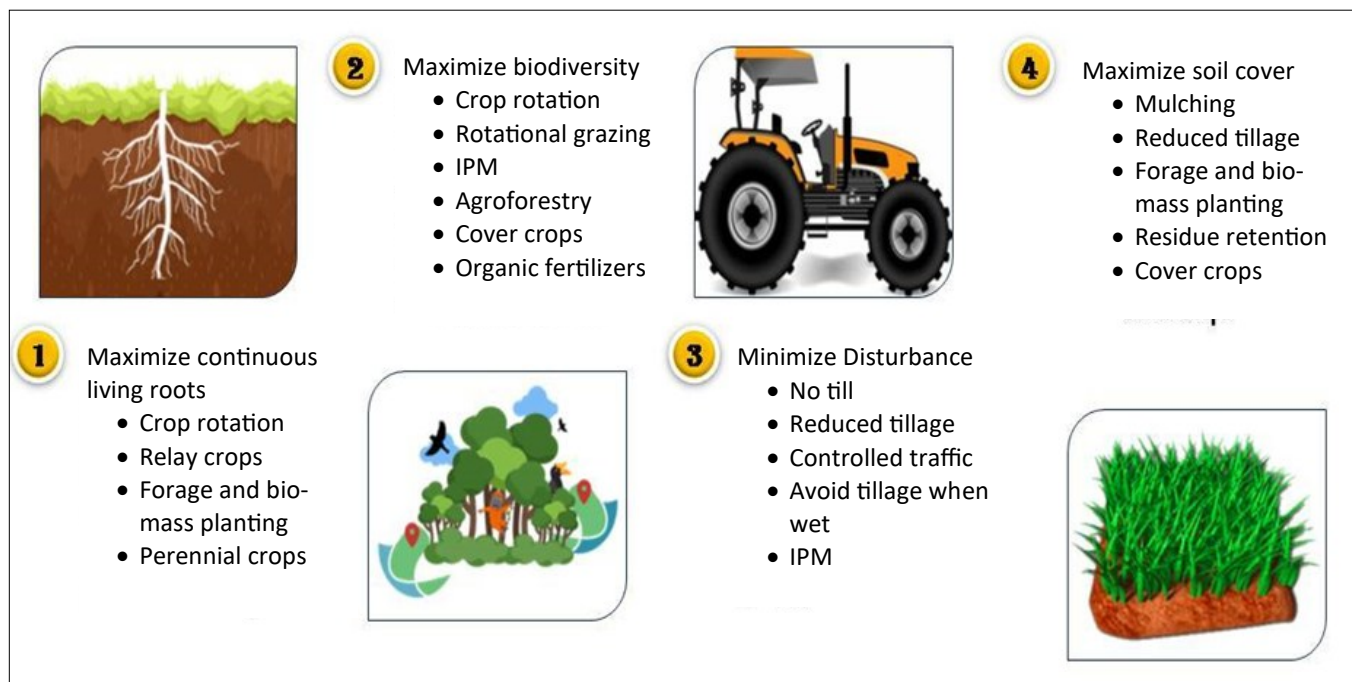 1
Maximize continuous
living roots
• Crop rotation
• Relay crops
• Forage and bio-
mass planting
• Perennial crops
2
Maximize biodiversity
• Crop rotation
• Rotational grazing
• IPM
• Agroforestry
• Cover crops
• Organic fertilizers
3
Minimize Disturbance
• No till
• Reduced tillage
• Controlled traffic
• Avoid tillage when
wet
• IPM
4
Maximize soil cover
• Mulching
• Reduced tillage
• Forage and bio-
mass planting
• Residue retention
• Cover crops